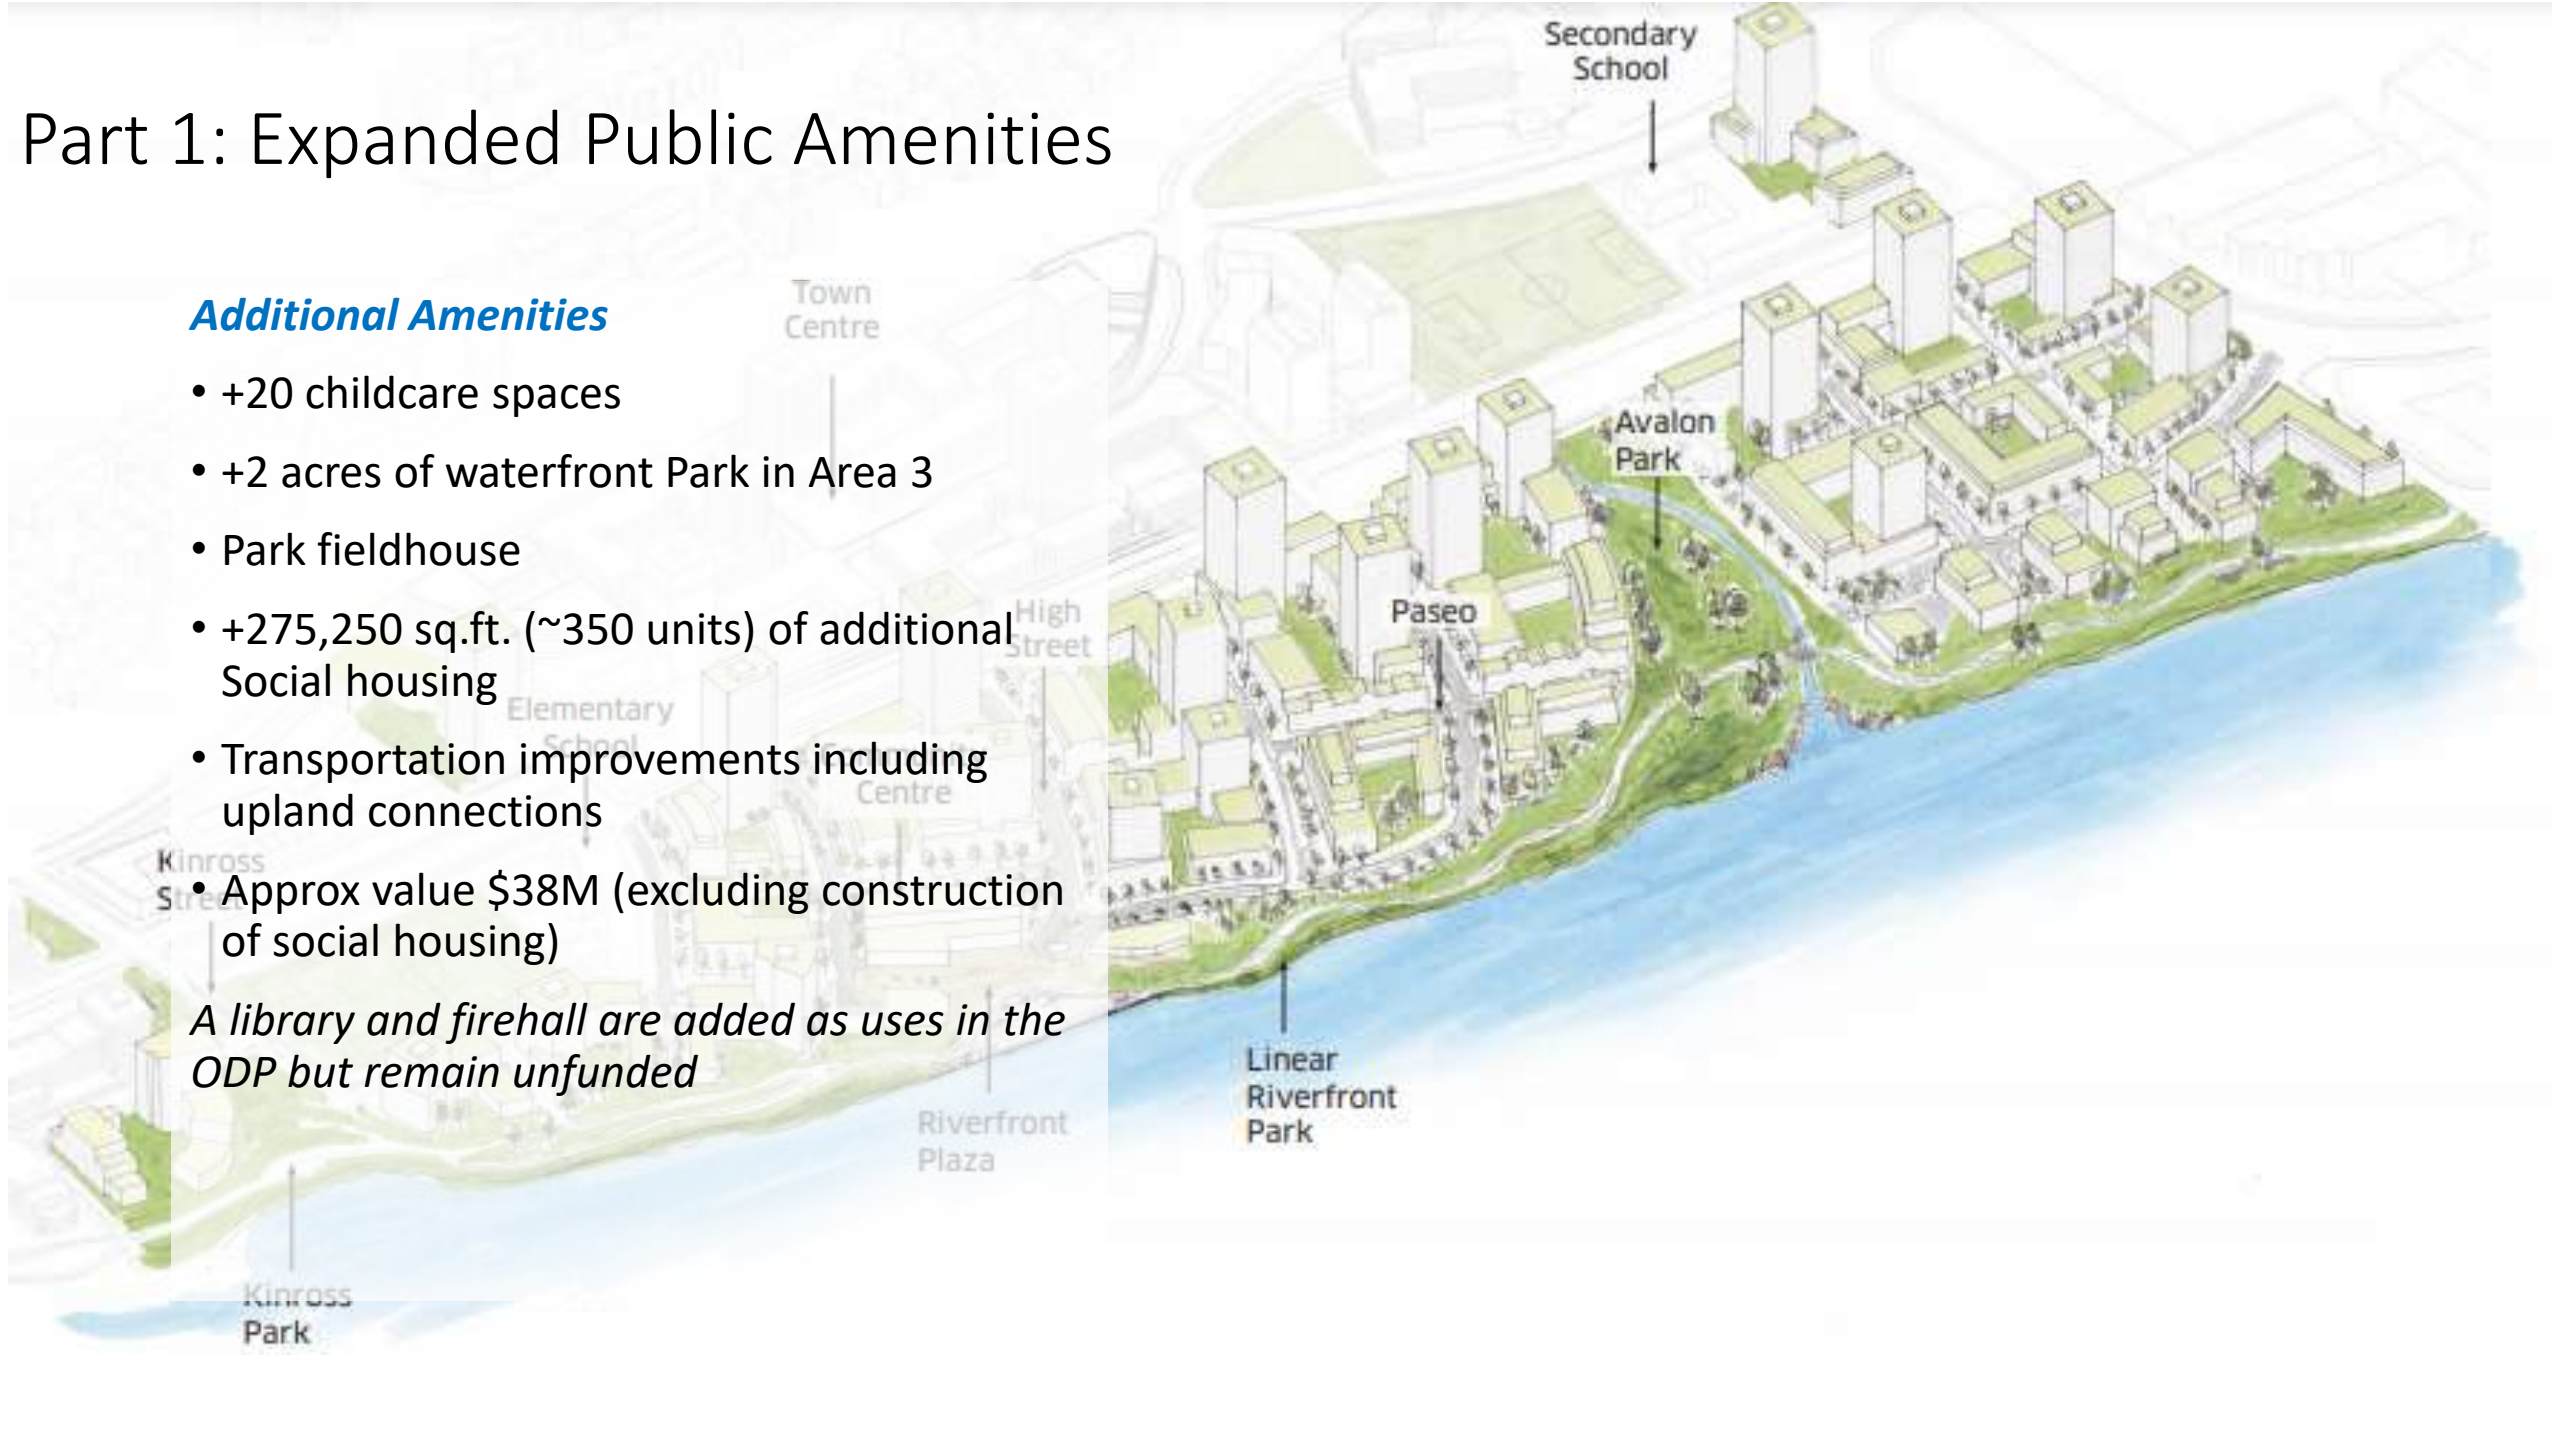 Part 1: Expanded Public Amenities
Additional Amenities
• +20 childcare spaces
• +2 acres of waterfront Park in Area 3
• Park fieldhouse
• +275,250 sq.ft. (~350 units) of additional
Social housing
• Transportation improvements including
upland connections
• Approx value $38M (excluding construction
of social housing)
A library and firehall are added as uses in the
ODP but remain unfunded
Secondary
School
Town
Centre
Avalon
Park
High
Street
Paseo
Elementary
School
Community
Centre
Kinross
Street
Linear
Riverfront
Park
Riverfront
Plaza
Kinross
Park